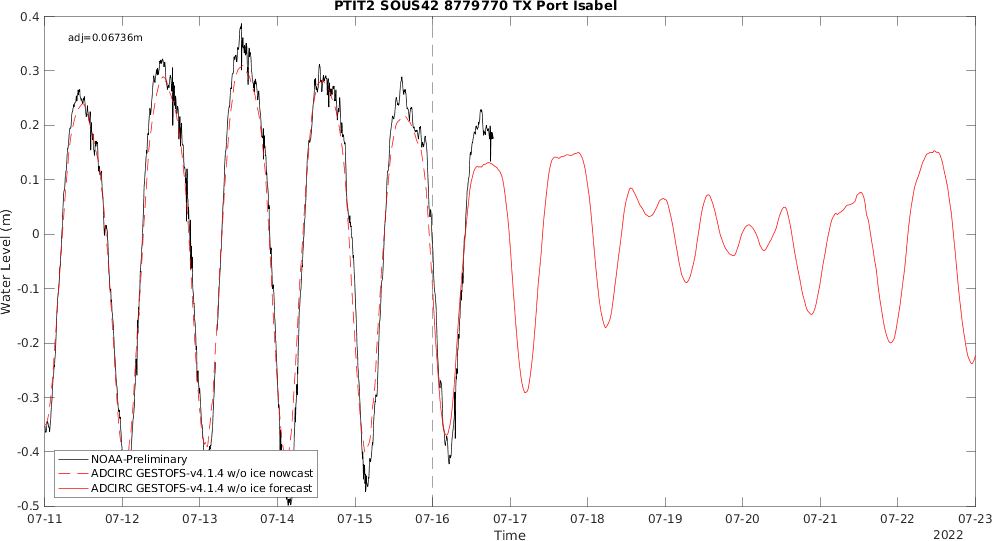 PTIT2 SOUS42 8779770 TX Port Isabel
adj=0.06736m
Water Level (m)
0.4
0.3
0.2
0.1
0
-0.1
-0.2
-0.3
-0.4
-0.5
NOAA-Preliminary
ADCIRC GESTOFS-v4.1.4 w/o ice nowcast
ADCIRC GESTOFS-v4.1.4 w/o ice forecast
07-11 07-12 07-13 07-14 07-15 07-16 07-17 07-18 07-19 07-20 07-21 07-22 07-23
Time
2022